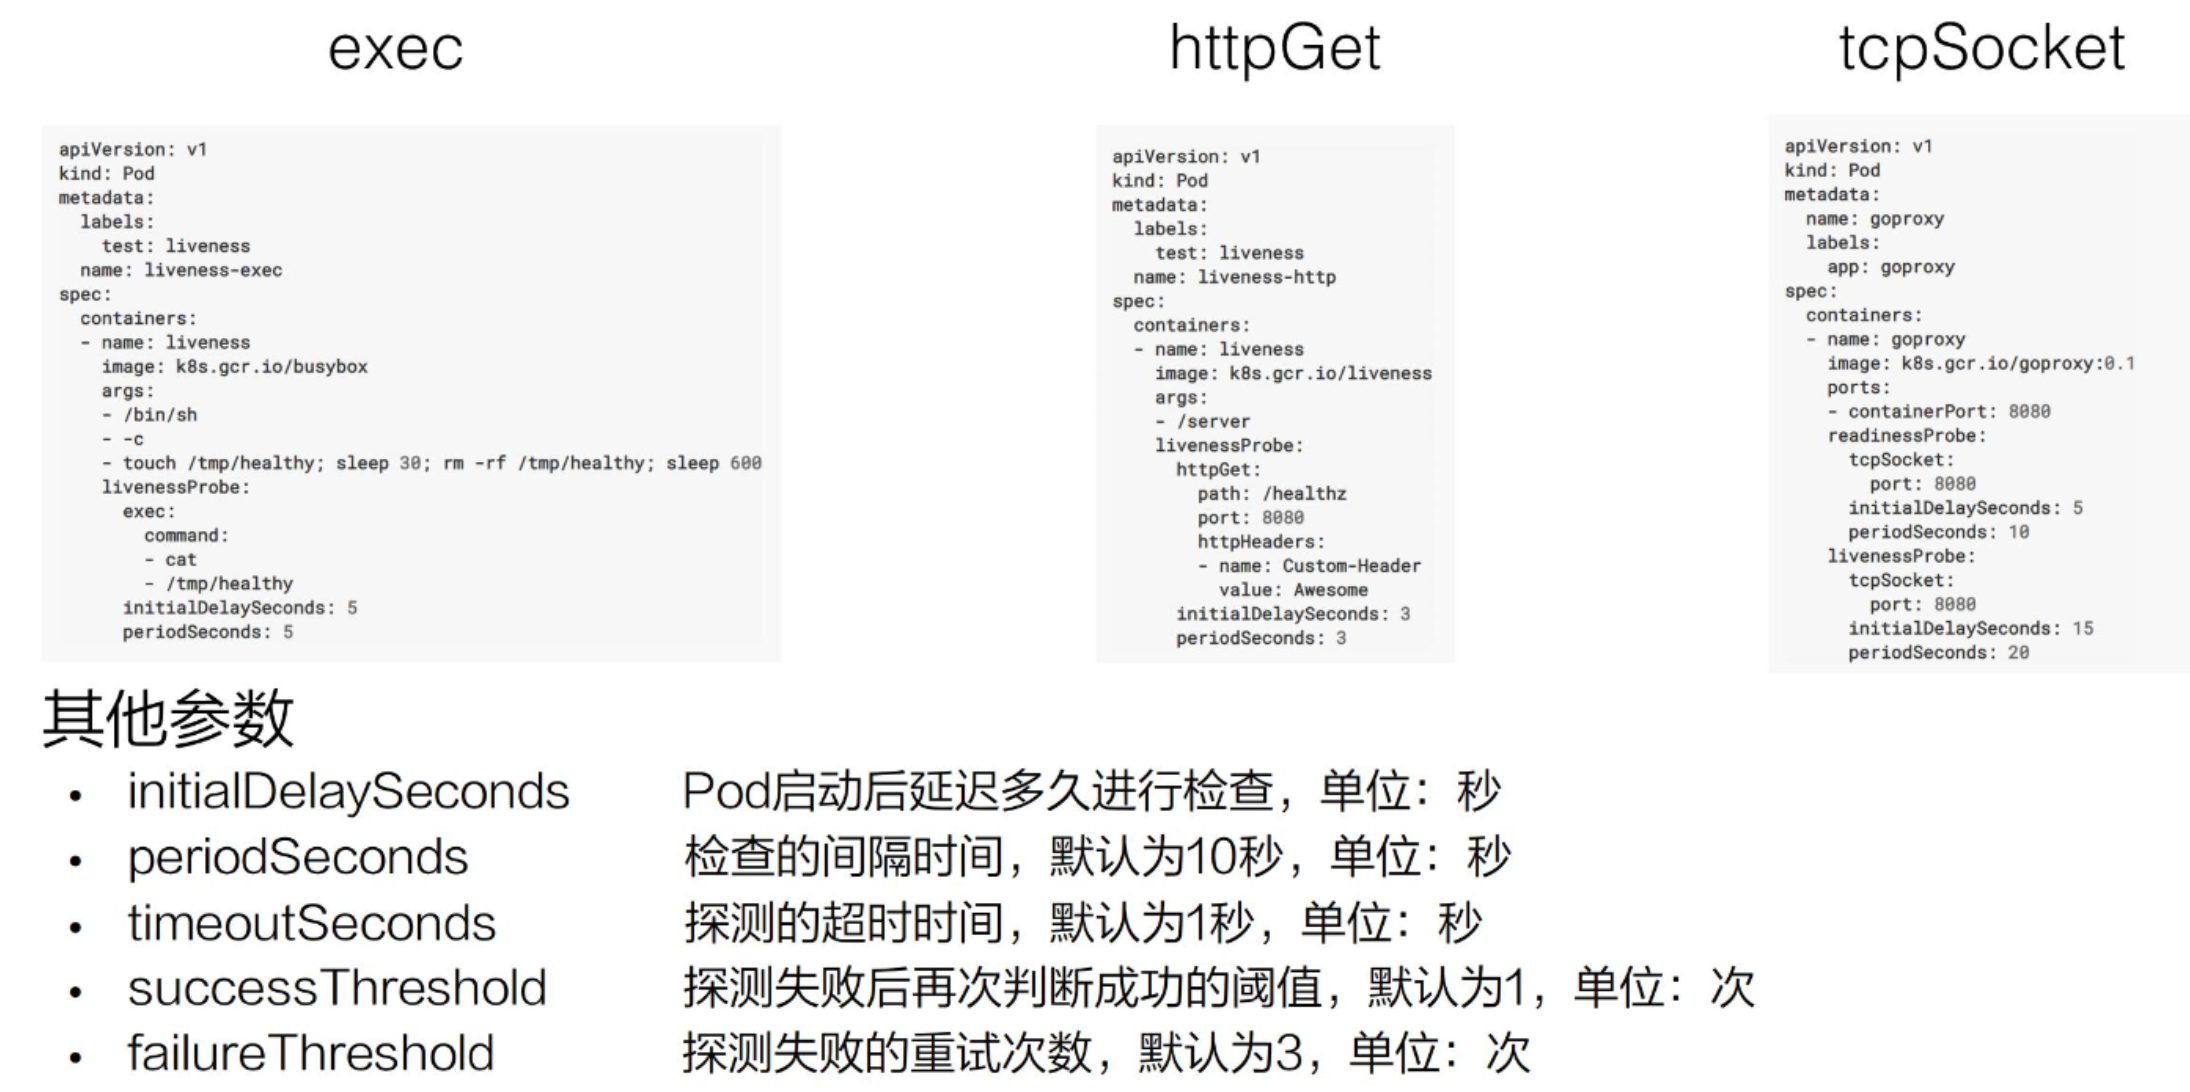 exec
apiVersion: v1
kind: Pod
metadata:
  labels:
    test: liveness
  name: liveness-exec
spec:
  containers:
  - name: liveness
    image: k8s.gcr.io/busybox
    args:
    - /bin/sh
    - -c
    - touch /tmp/healthy; sleep 30; rm -rf /tmp/healthy; sleep 600
    livenessProbe:
      exec:
        command:
        - cat
        - /tmp/healthy
      initialDelaySeconds: 5
      periodSeconds: 5
httpGet
apiVersion: v1
kind: Pod
metadata:
  labels:
    test: liveness
  name: liveness-http
spec:
  containers:
  - name: liveness
    image: k8s.gcr.io/liveness
    args:
    - /server
    livenessProbe:
      httpGet:
        path: /healthz
        port: 8080
        httpHeaders:
        - name: Custom-Header
          value: Awesome
      initialDelaySeconds: 3
      periodSeconds: 3
tcpSocket
apiVersion: v1
kind: Pod
metadata:
  name: goproxy
  labels:
    app: goproxy
spec:
  containers:
  - name: goproxy
    image: k8s.gcr.io/goproxy:0.1
    ports:
    - containerPort: 8080
    readinessProbe:
      tcpSocket:
        port: 8080
      initialDelaySeconds: 5
      periodSeconds: 10
    livenessProbe:
      tcpSocket:
        port: 8080
      initialDelaySeconds: 15
      periodSeconds: 20
其他参数
• initialDelaySeconds Pod启动后延迟多久进行检查，单位：秒
• periodSeconds 检查的间隔时间，默认为10秒，单位：秒
• timeoutSeconds 探测的超时时间，默认为1秒，单位：秒
• successThreshold 探测失败后再次判断成功的阈值，默认为1，单位：次
• failureThreshold 探测失败的重试次数，默认为3，单位：次